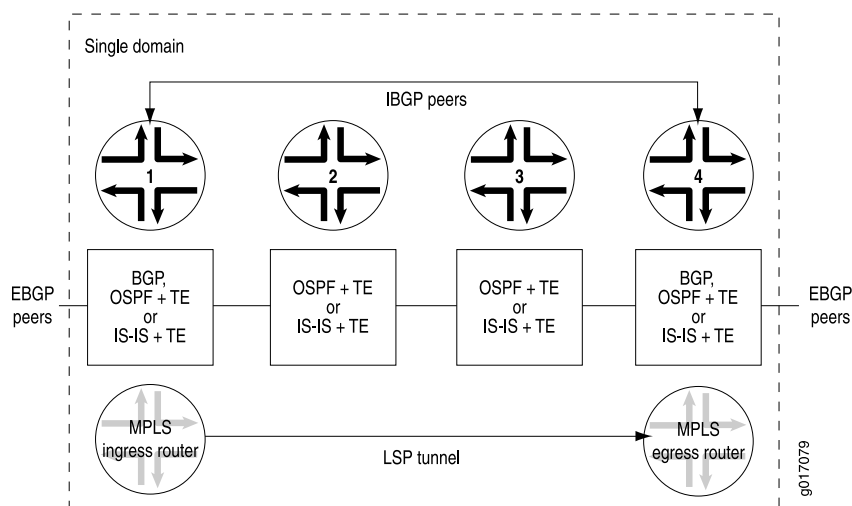 Single domain
IBGP peers
1
2
3
4
EBGP
peers
BGP,
OSPF + TE
or
IS-IS + TE
OSPF + TE
or
IS-IS + TE
OSPF + TE
or
IS-IS + TE
BGP,
OSPF + TE
or
IS-IS + TE
EBGP
peers
MPLS
ingress router
LSP tunnel
MPLS
egress router
g017079